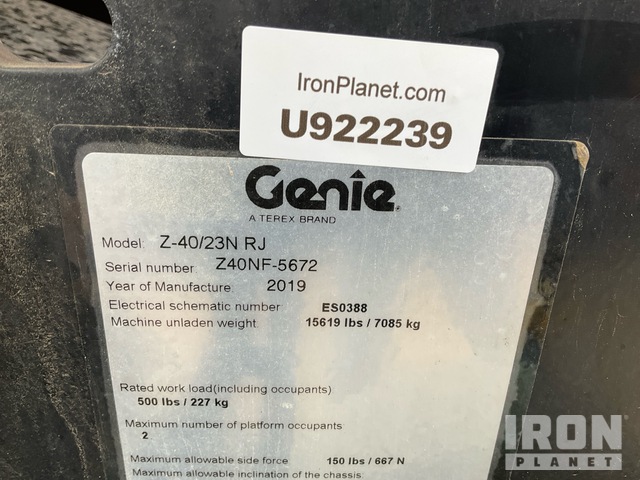 IronPlanet.com
U922239
Genie
A TEREX BRAND
Model: Z-40/23N RJ
Serial number Z40NF-5672
Year of Manufacture: 2019
Electrical schematic number ES0388
Machine unladen weight 15619 lbs / 7085 kg
Rated work load(including occupants)
500 lbs / 227 kg
Maximum number of platform occupants
2
Maximum allowable side force 150 lbs / 667 N
Maximum allowable inclination of the chassis
IRON
PLANET